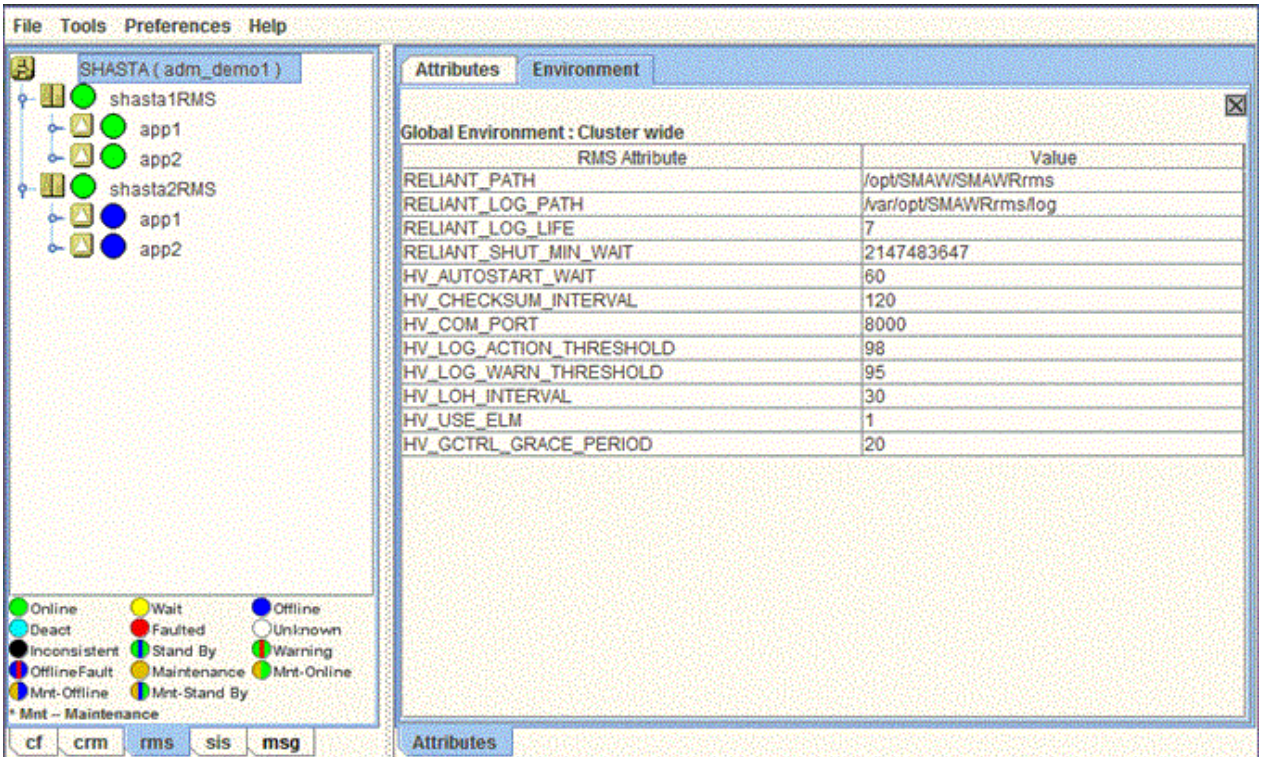 File Tools Preferences Help
SHASTA ( adm_demo1 )
shasta1RMS
app1
app2
shasta2RMS
app1
app2
Online Wait Offline
Deact Faulted Unknown
Inconsistent Stand By Warning
OfflineFault Maintenance Mnt-Online
Mnt-Offline Mnt-Stand By
* Mnt -- Maintenance
cf crm rms sis msg
Attributes Environment
Global Environment : Cluster wide
RMS Attribute Value
RELIANT_PATH /opt/SMAW/SMAWRrms
RELIANT_LOG_PATH /var/opt/SMAWRrms/log
RELIANT_LOG_LIFE 7
RELIANT_SHUT_MIN_WAIT 2147483647
HV_AUTOSTART_WAIT 60
HV_CHECKSUM_INTERVAL 120
HV_COM_PORT 8000
HV_LOG_ACTION_THRESHOLD 98
HV_LOG_WARN_THRESHOLD 95
HV_LOH_INTERVAL 30
HV_USE_ELM 1
HV_GCTRL_GRACE_PERIOD 20
Attributes